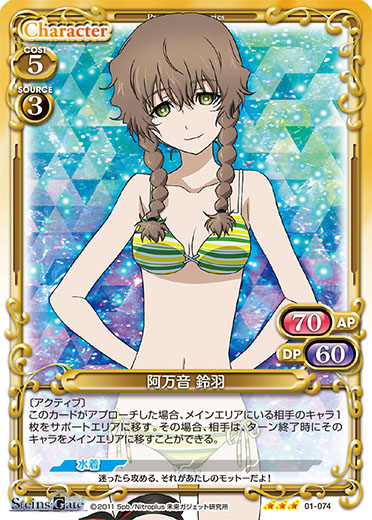 Character
COST
5
SOURCE
3
70 AP
DP 60
阿万音 鈴羽
［アクティブ］
このカードがアプローチした場合、メインエリアにいる相手のキャラ1
枚をサポートエリアに移す。その場合、相手は、ターン終了時にその
キャラをメインエリアに移すことができる。
水着
迷ったら攻める、それがあたしのモットーだよ！
Steins;Gate
©2011 5pb./Nitroplus 未来ガジェット研究所
01-074